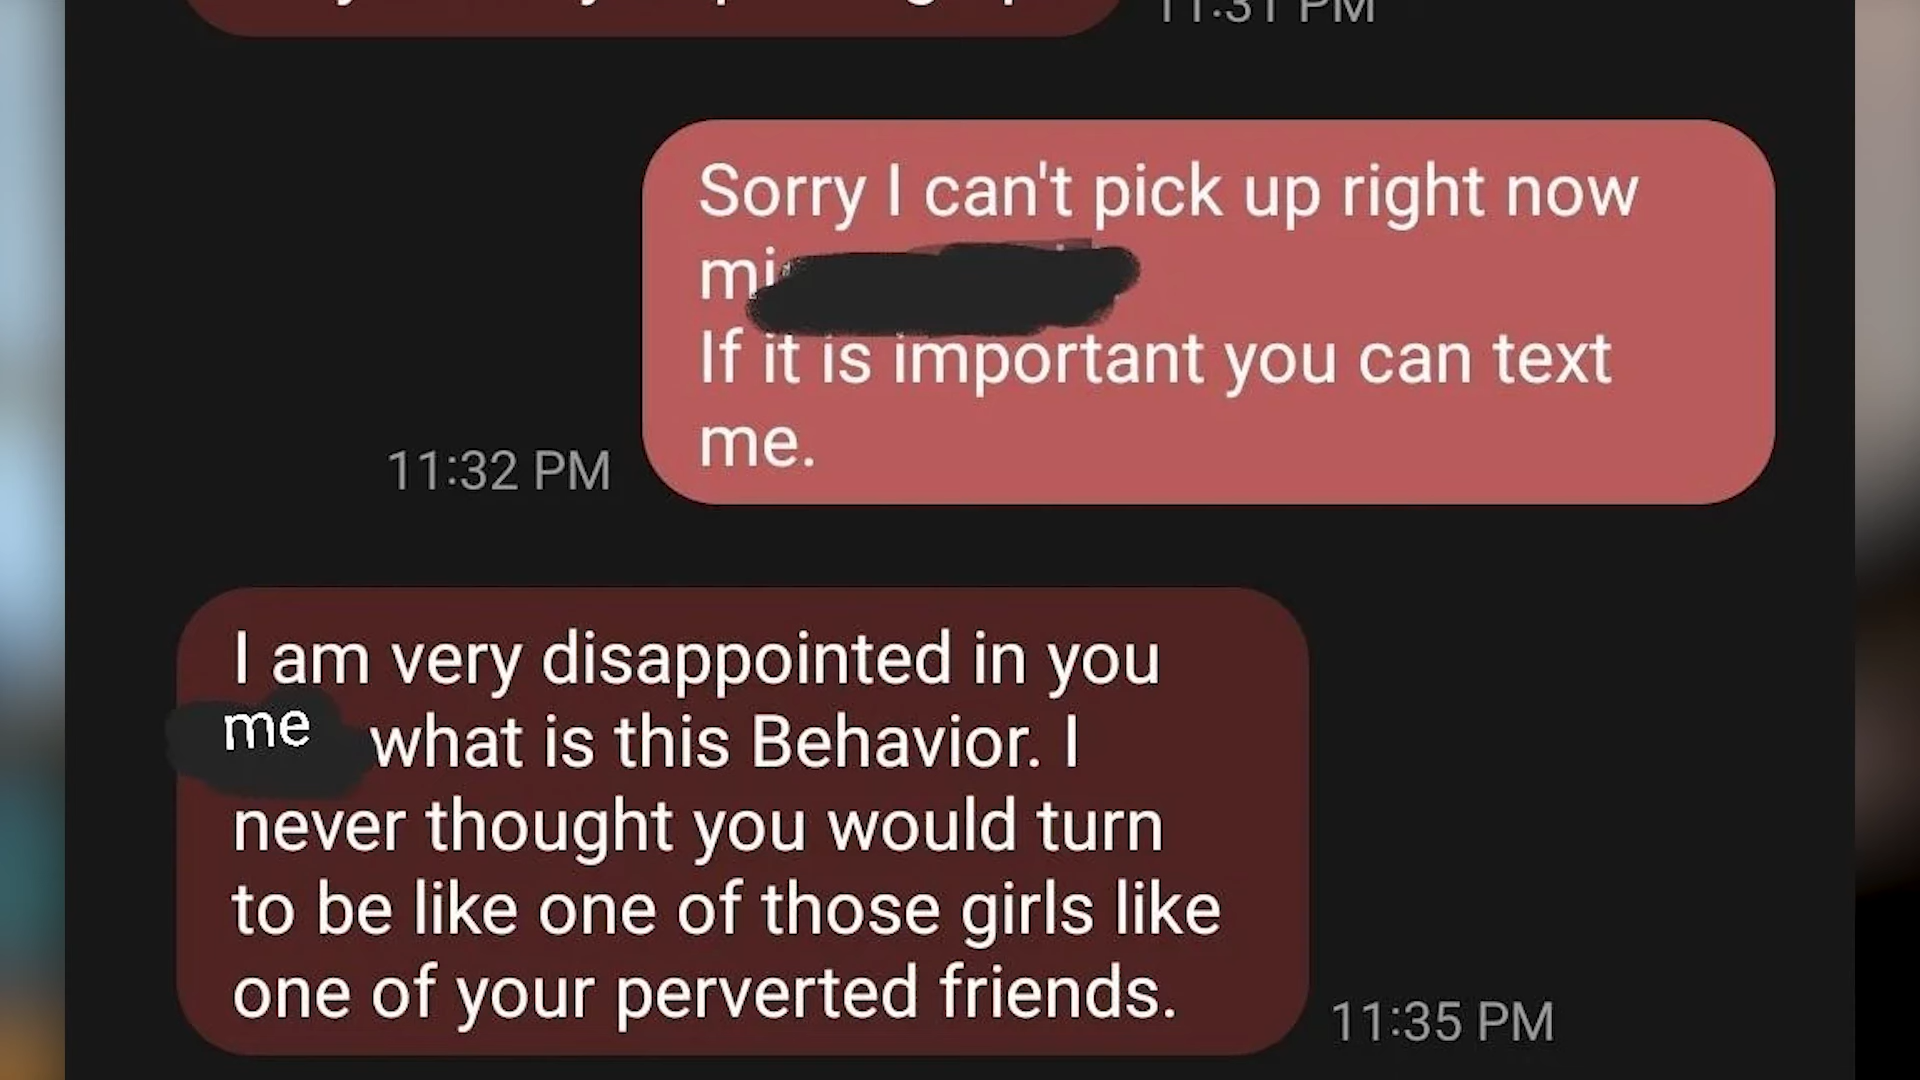 11:31 PM
Sorry I can't pick up right now
If it is important you can text
me.
11:32 PM
I am very disappointed in you
me what is this Behavior. I
never thought you would turn
to be like one of those girls like
one of your perverted friends.
11:35 PM